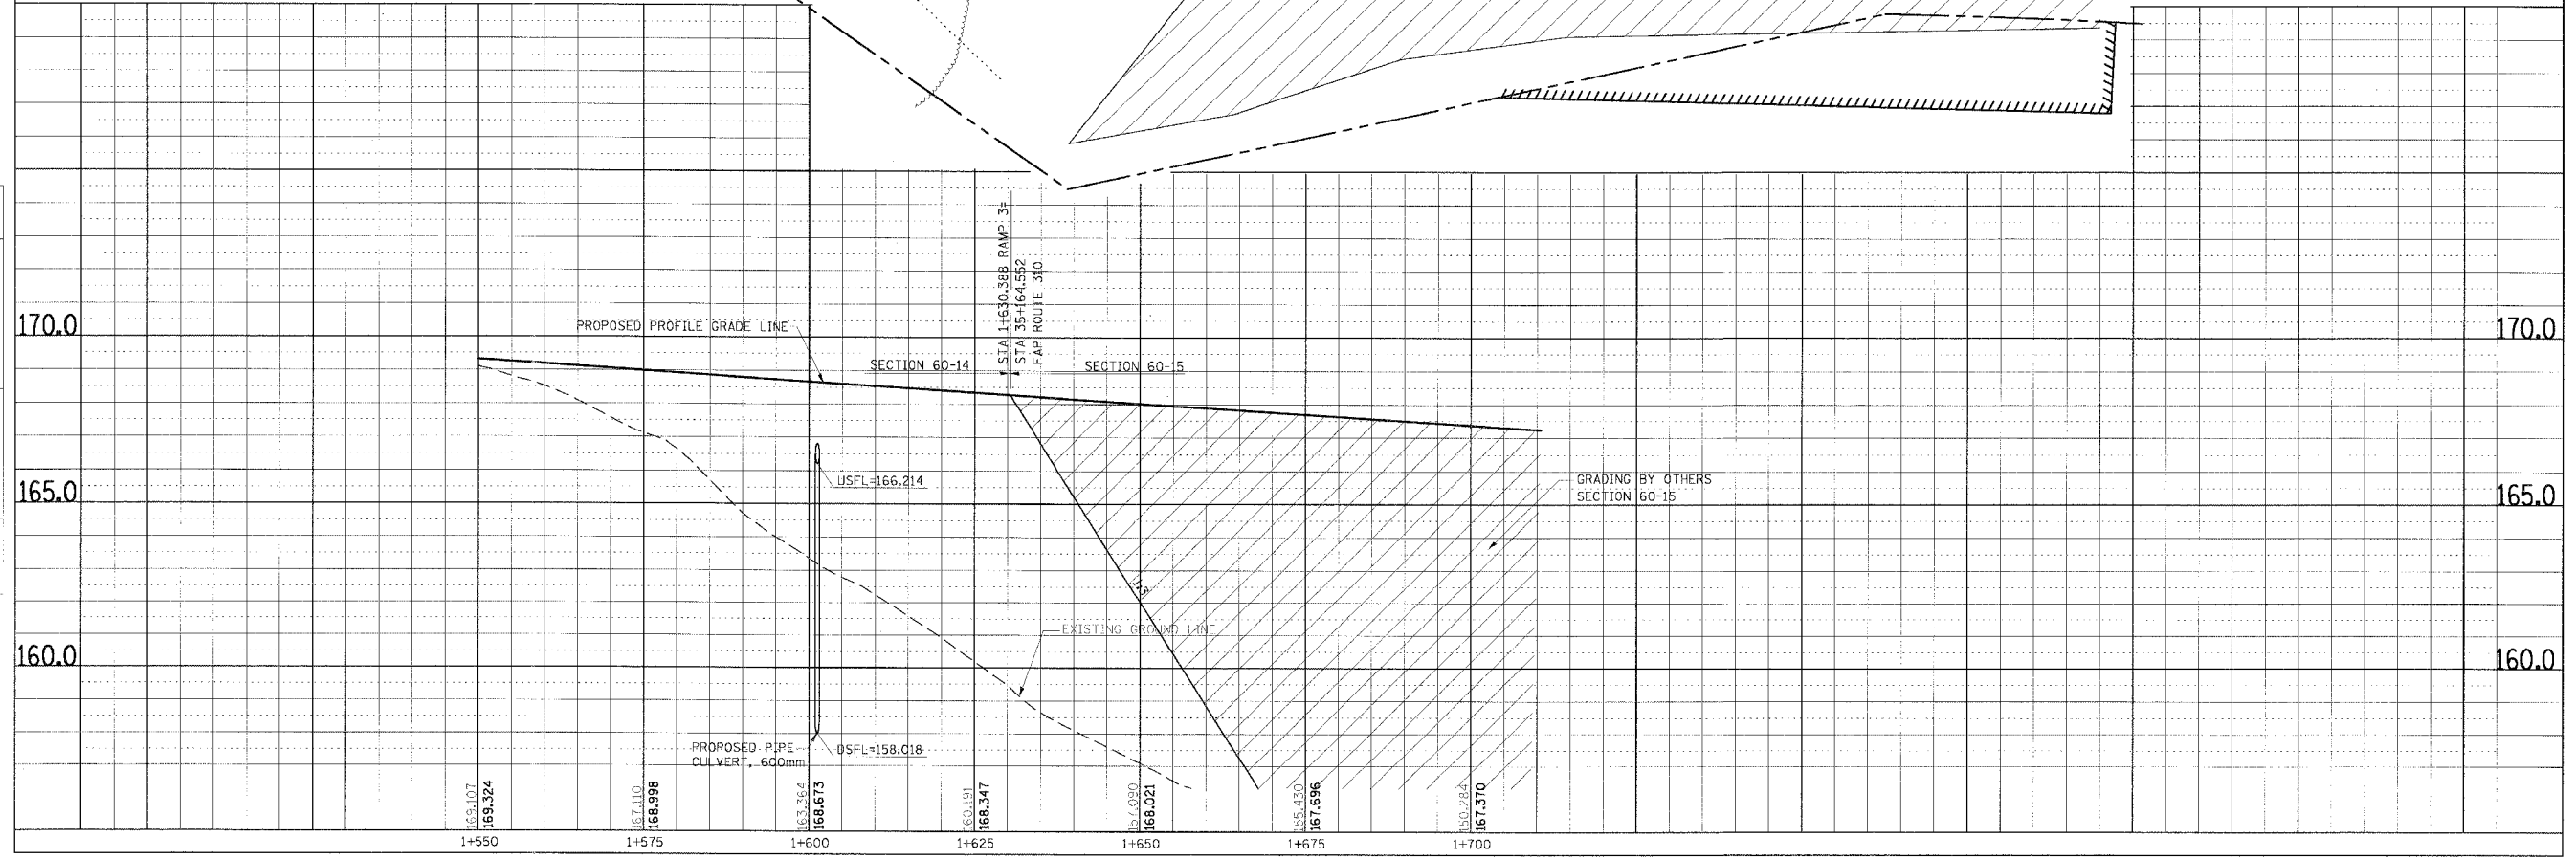 STA 1+630.388 RAMP 3=
STA 35+164.552
FAP ROUTE 310
170.0
170.0
PROPOSED PROFILE GRADE LINE
SECTION 60-14
SECTION 60-15
165.0
USFL=166.214
GRADING BY OTHERS
SECTION 60-15
165.0
1:3
EXISTING GROUND LINE
160.0
160.0
PROPOSED PIPE
CULVERT, 600mm
DSFL=158.018
169.107
169.324
167.110
168.998
163.364
168.673
160.191
168.347
157.090
168.021
155.430
167.696
150.284
167.370
1+550
1+575
1+600
1+625
1+650
1+675
1+700